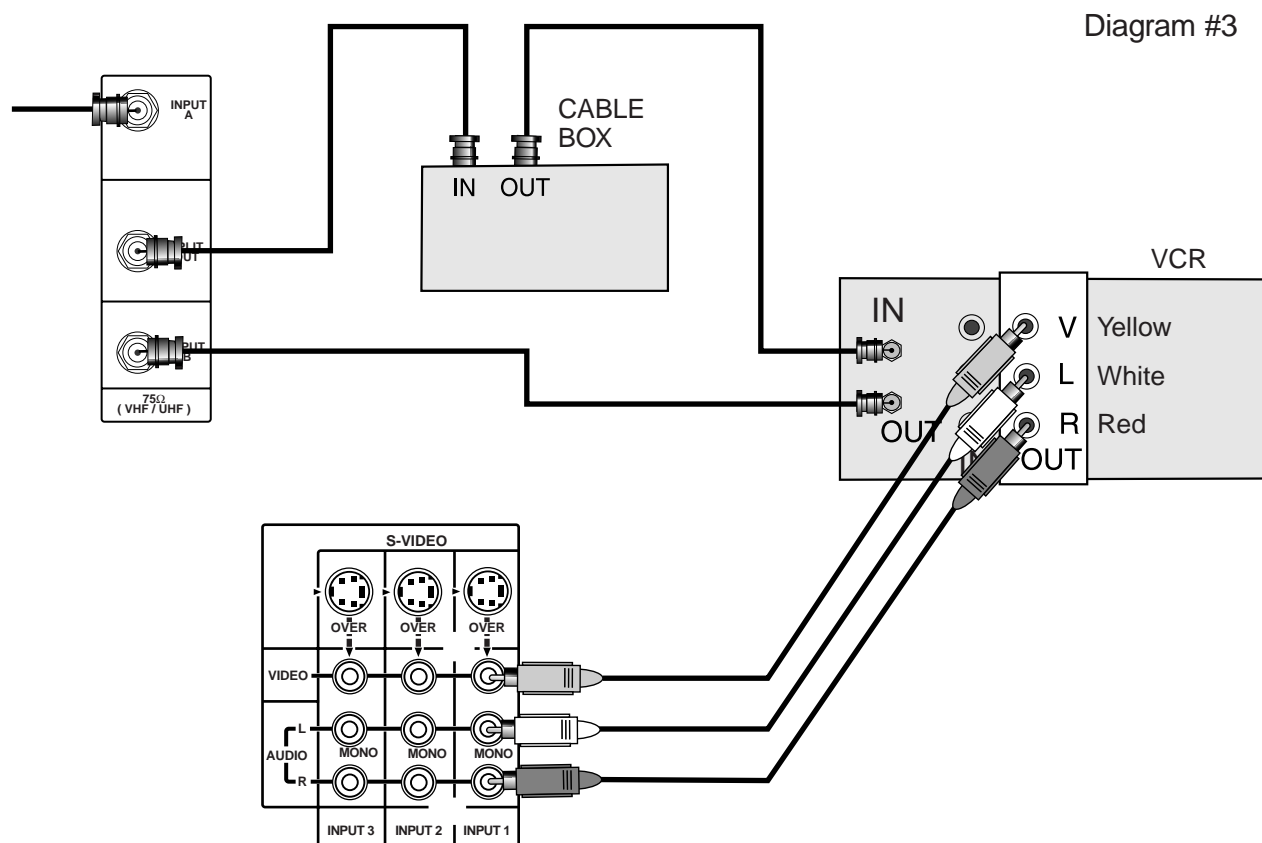 Diagram #3
INPUT
A
CABLE
BOX
IN OUT
VCR
IN
V Yellow
L White
R Red
OUT
OUT
75Ω
( VHF / UHF )
S-VIDEO
OVER OVER OVER
VIDEO
L
AUDIO
MONO MONO MONO
R
INPUT 3 INPUT 2 INPUT 1